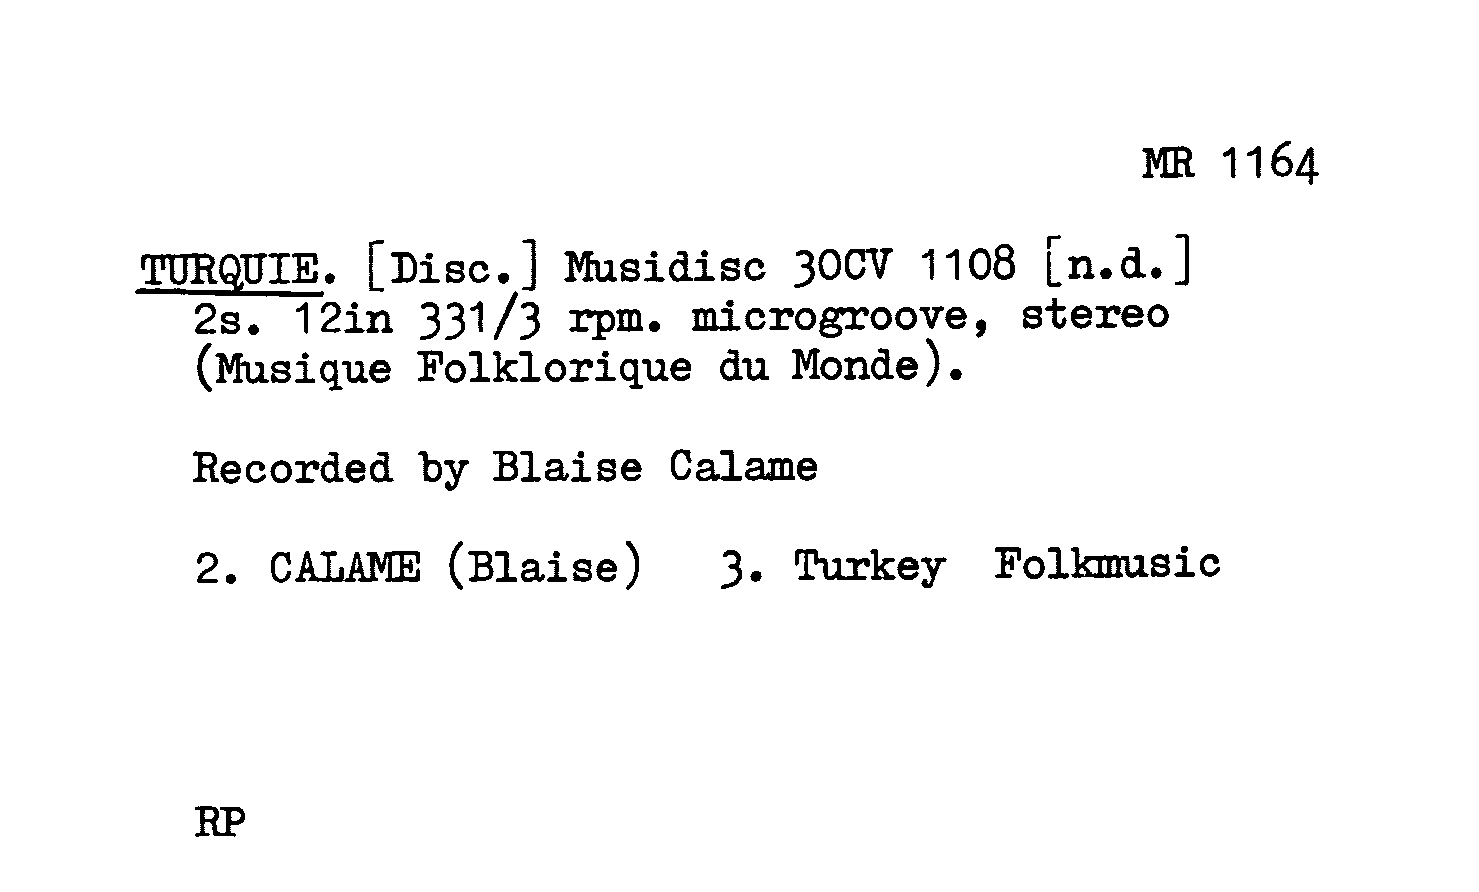 MR 1164
TURQUIE. [Disc.] Musidisc 30CV 1108 [n.d.]
2s. 12in 331/3 rpm. microgroove, stereo
(Musique Folklorique du Monde).
Recorded by Blaise Calame
2. CALAME (Blaise) 3. Turkey Folkmusic
RP